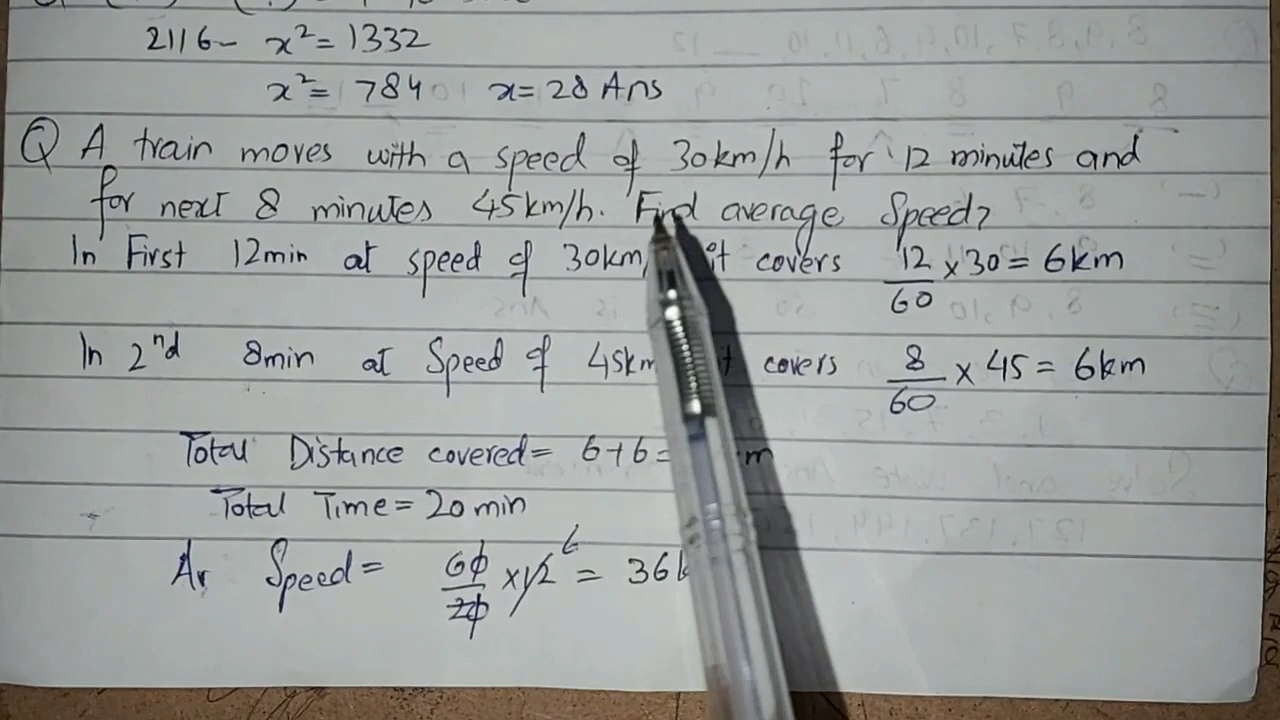 2116 - x² = 1332
x² = 784 x = 28 Ans
Q A train moves with a speed of 30km/h for 12 minutes and
for next 8 minutes 45km/h. Find average Speed?
In First 12min at speed of 30km/ it covers 12/60 x 30 = 6km
In 2nd 8min at Speed of 45km it covers 8/60 x 45 = 6km
Total Distance covered = 6+6 = m
Total Time = 20 min
Av Speed = 60/20 x 12 6 = 36k